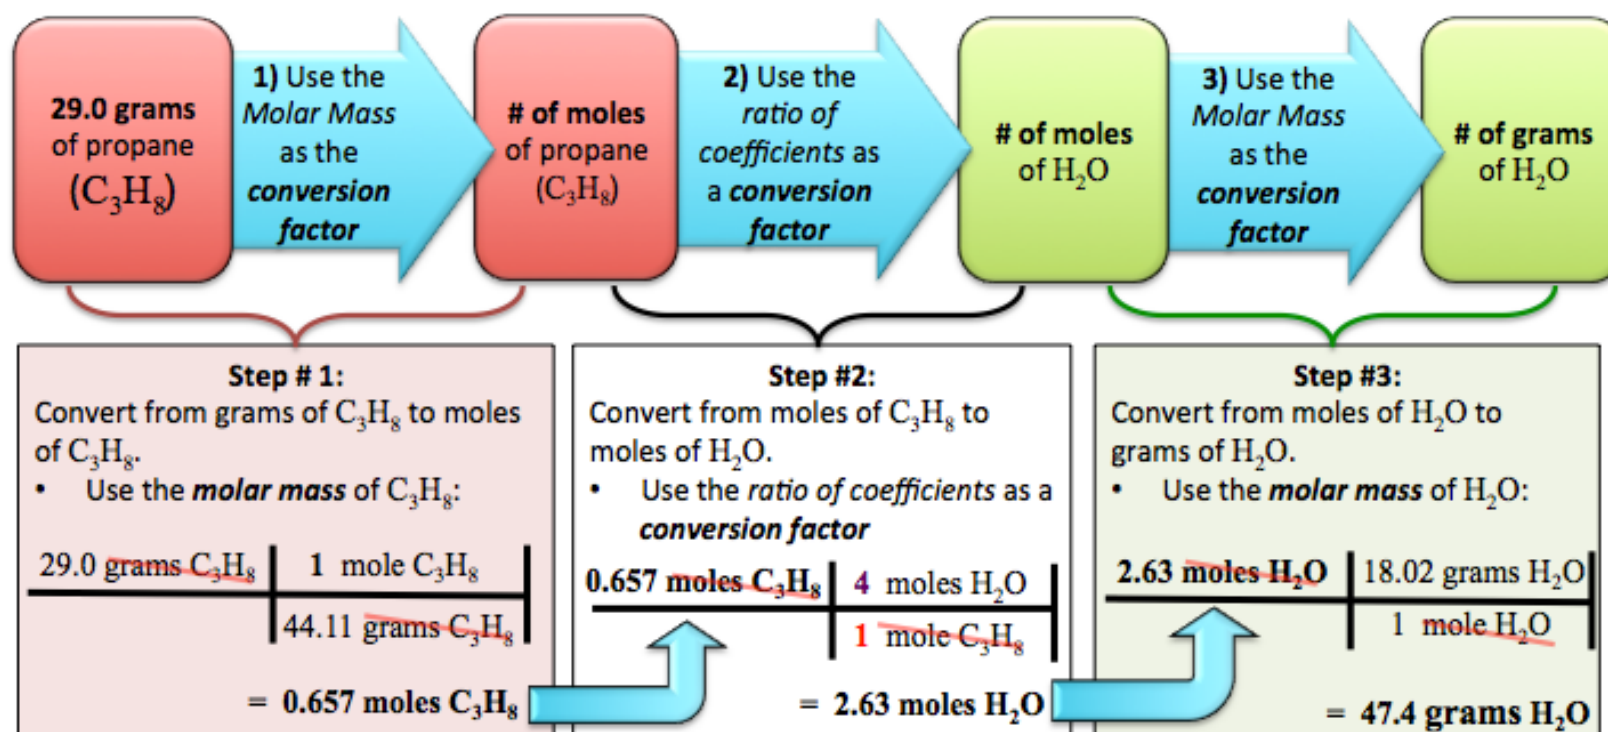 29.0 grams
of propane
(C₃H₈)
1) Use the
Molar Mass
as the
conversion
factor
# of moles
of propane
(C₃H₈)
2) Use the
ratio of
coefficients as
a conversion
factor
# of moles
of H₂O
3) Use the
Molar Mass
as the
conversion
factor
# of grams
of H₂O
Step # 1:
Convert from grams of C₃H₈ to moles
of C₃H₈.
• Use the molar mass of C₃H₈:
29.0 grams C₃H₈ 1 mole C₃H₈
44.11 grams C₃H₈
= 0.657 moles C₃H₈
Step #2:
Convert from moles of C₃H₈ to
moles of H₂O.
• Use the ratio of coefficients as a
conversion factor
0.657 moles C₃H₈ 4 moles H₂O
1 mole C₃H₈
= 2.63 moles H₂O
Step #3:
Convert from moles of H₂O to
grams of H₂O.
• Use the molar mass of H₂O:
2.63 moles H₂O 18.02 grams H₂O
1 mole H₂O
= 47.4 grams H₂O